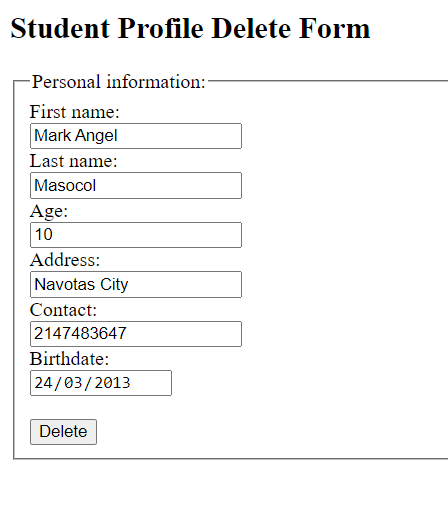 Student Profile Delete Form
Personal information:
First name:
Mark Angel
Last name:
Masocol
Age:
10
Address:
Navotas City
Contact:
2147483647
Birthdate:
24/03/2013
Delete